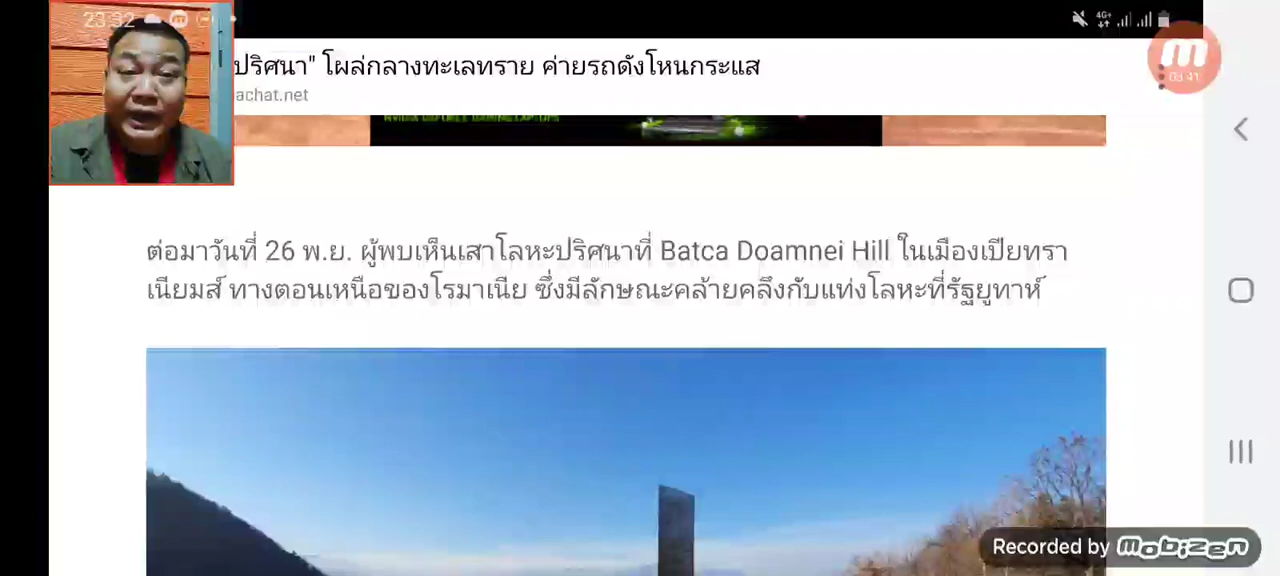 23:32
4G+
ปริศนา" โผล่กลางทะเลทราย ค่ายรถดังโหนกระแส
achat.net
03:41
ต่อมาวันที่ 26 พ.ย. ผู้พบเห็นเสาโลหะปริศนาที่ Batca Doamnei Hill ในเมืองเปียทรา
เนียมส์ ทางตอนเหนือของโรมาเนีย ซึ่งมีลักษณะคล้ายคลึงกับแท่งโลหะที่รัฐยูทาห์
Recorded by mobizen